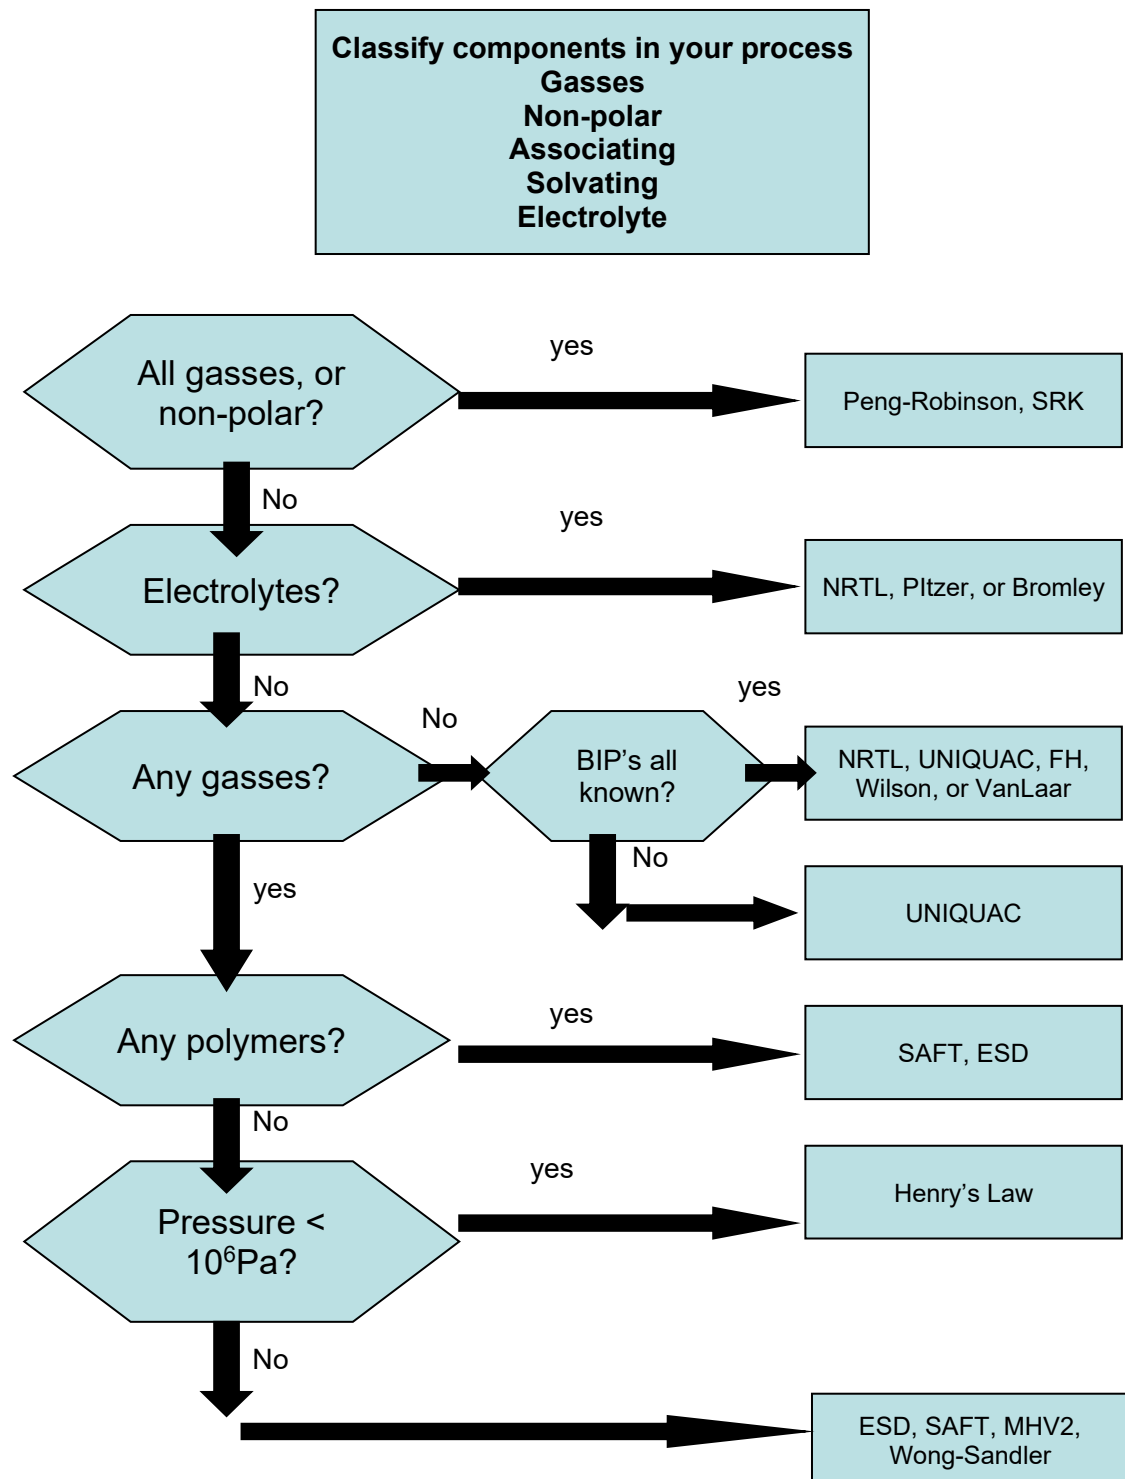 Classify components in your process
Gasses
Non-polar
Associating
Solvating
Electrolyte
All gasses, or
non-polar?
yes
Peng-Robinson, SRK
No
Electrolytes?
yes
NRTL, PItzer, or Bromley
No
Any gasses?
No
BIP's all
known?
yes
NRTL, UNIQUAC, FH,
Wilson, or VanLaar
No
UNIQUAC
yes
Any polymers?
yes
SAFT, ESD
No
Pressure <
10⁶Pa?
yes
Henry's Law
No
ESD, SAFT, MHV2,
Wong-Sandler